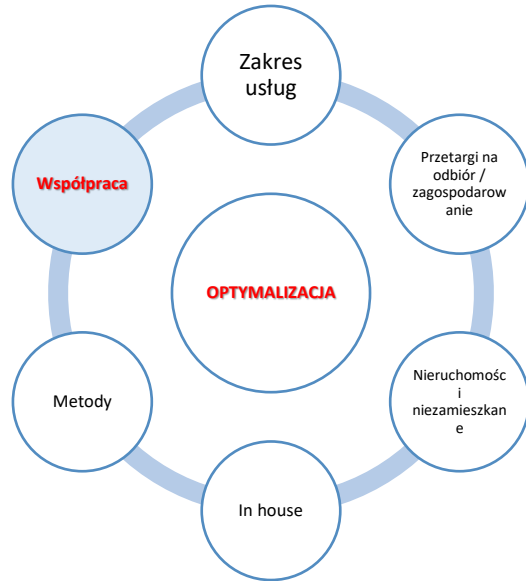 Zakres
usług
Przetargi na
odbiór /
zagospodarow
anie
Nieruchomośc
i
niezamieszkan
e
In house
Metody
Współpraca
OPTYMALIZACJA